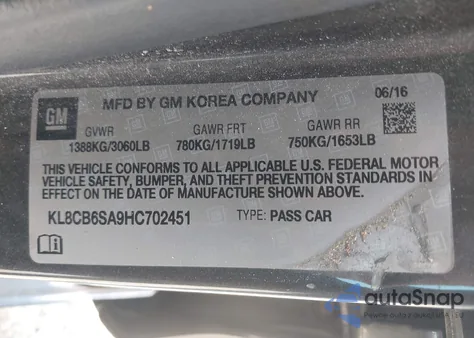 GM
MFD BY GM KOREA COMPANY
06/16
GVWR
GAWR FRT
GAWR RR
1388KG/3060LB
780KG/1719LB
750KG/1653LB
THIS VEHICLE CONFORMS TO ALL APPLICABLE U.S. FEDERAL MOTOR
VEHICLE SAFETY, BUMPER, AND THEFT PREVENTION STANDARDS IN
EFFECT ON THE DATE OF MANUFACTURE SHOWN ABOVE.
KL8CB6SA9HC702451
TYPE: PASS CAR
autoSnap